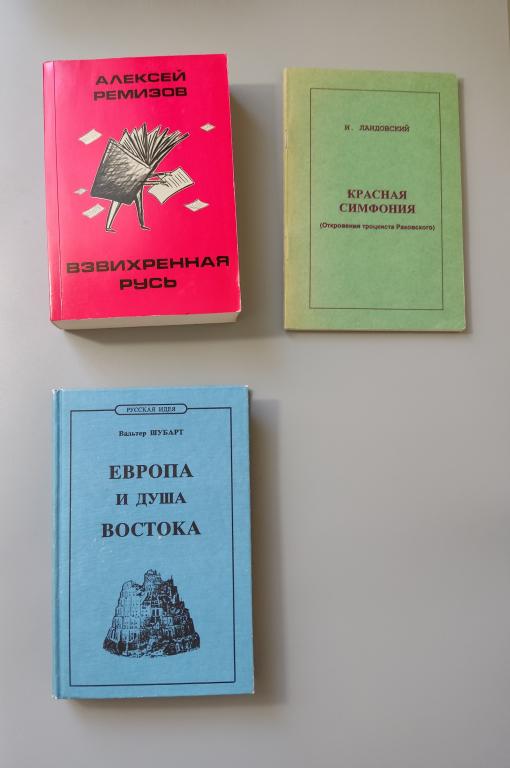 АЛЕКСЕЙ
РЕМИЗОВ
ВЗВИХРЕННАЯ
РУСЬ
И. ЛАНДОВСКИЙ
КРАСНАЯ
СИМФОНИЯ
(Откровения троцкиста Раковского)
РУССКАЯ ИДЕЯ
Вальтер ШУБАРТ
ЕВРОПА
И ДУША
ВОСТОКА